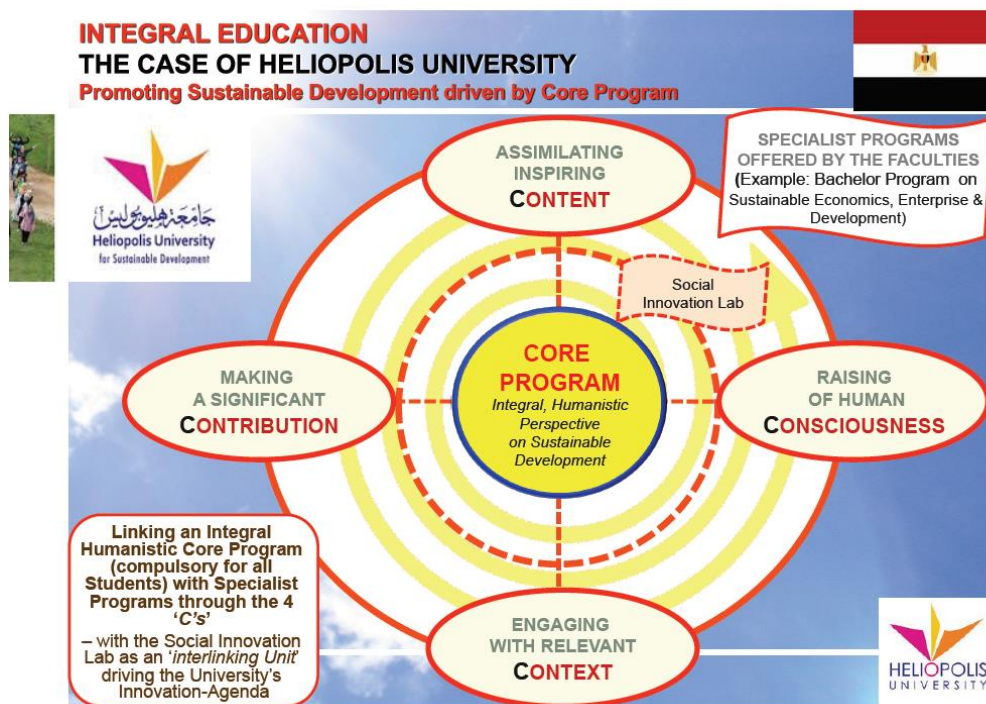 INTEGRAL EDUCATION
THE CASE OF HELIOPOLIS UNIVERSITY
Promoting Sustainable Development driven by Core Program
جامعة هليوبوليس
Heliopolis University
for Sustainable Development
ASSIMILATING
INSPIRING
CONTENT
SPECIALIST PROGRAMS
OFFERED BY THE FACULTIES
(Example: Bachelor Program on
Sustainable Economics, Enterprise &
Development)
Social
Innovation Lab
CORE
PROGRAM
Integral, Humanistic
Perspective
on Sustainable
Development
MAKING
A SIGNIFICANT
CONTRIBUTION
RAISING
OF HUMAN
CONSCIOUSNESS
Linking an Integral
Humanistic Core Program
(compulsory for all
Students) with Specialist
Programs through the 4
‘C’s’
– with the Social Innovation
Lab as an ‘interlinking Unit’
driving the University’s
Innovation-Agenda
ENGAGING
WITH RELEVANT
CONTEXT
HELIOPOLIS
UNIVERSITY